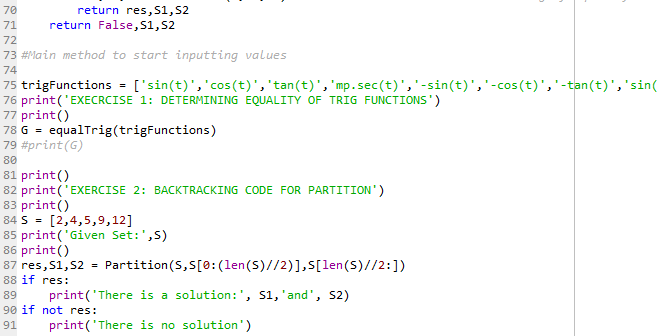 70 return res,S1,S2
71 return False,S1,S2
72
73 #Main method to start inputting values
74
75 trigFunctions = ['sin(t)','cos(t)','tan(t)','mp.sec(t)','-sin(t)','-cos(t)','-tan(t)','sin(
76 print('EXECRCISE 1: DETERMINING EQUALITY OF TRIG FUNCTIONS')
77 print()
78 G = equalTrig(trigFunctions)
79 #print(G)
80
81 print()
82 print('EXERCISE 2: BACKTRACKING CODE FOR PARTITION')
83 print()
84 S = [2,4,5,9,12]
85 print('Given Set:',S)
86 print()
87 res,S1,S2 = Partition(S,S[0:(len(S)//2)],S[len(S)//2:])
88 if res:
89 print('There is a solution:', S1,'and', S2)
90 if not res:
91 print('There is no solution')